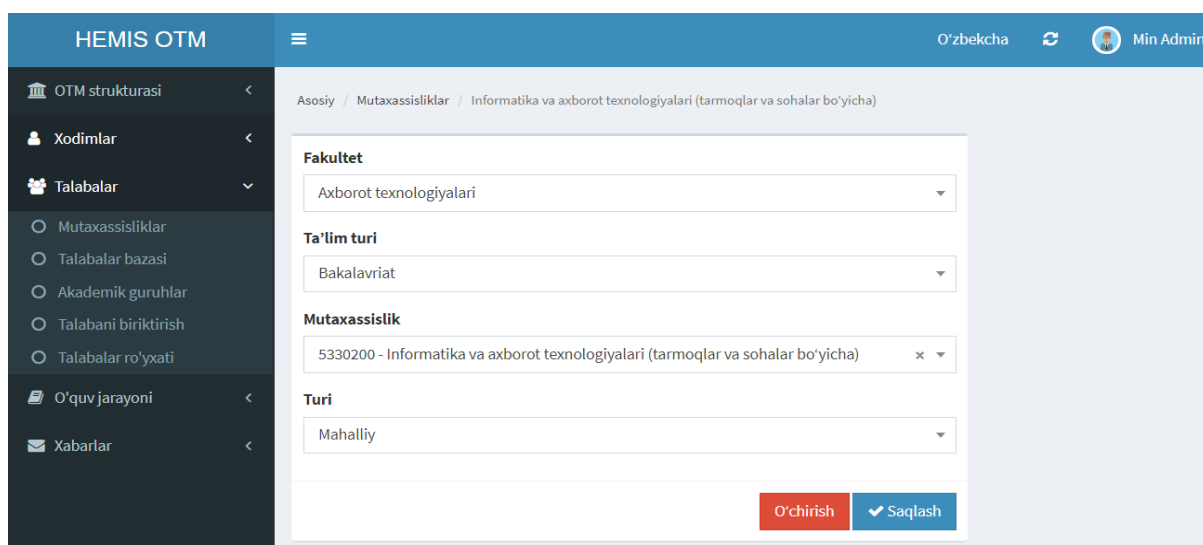 HEMIS OTM
O‘zbekcha
Min Admin
OTM strukturasi
Xodimlar
Talabalar
Mutaxassisliklar
Talabalar bazasi
Akademik guruhlar
Talabani biriktirish
Talabalar ro'yxati
O'quv jarayoni
Xabarlar
Asosiy / Mutaxassisliklar / Informatika va axborot texnologiyalari (tarmoqlar va sohalar bo‘yicha)
Fakultet
Axborot texnologiyalari
Ta’lim turi
Bakalavriat
Mutaxassislik
5330200 - Informatika va axborot texnologiyalari (tarmoqlar va sohalar bo‘yicha)
Turi
Mahalliy
O‘chirish
Saqlash